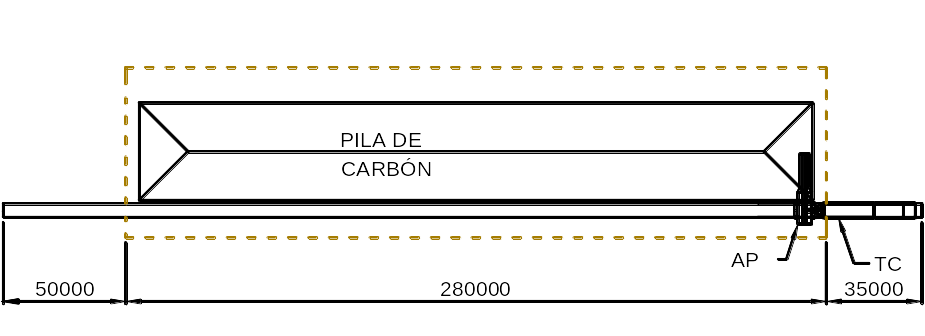 PILA DE
CARBÓN
AP
TC
50000
280000
35000